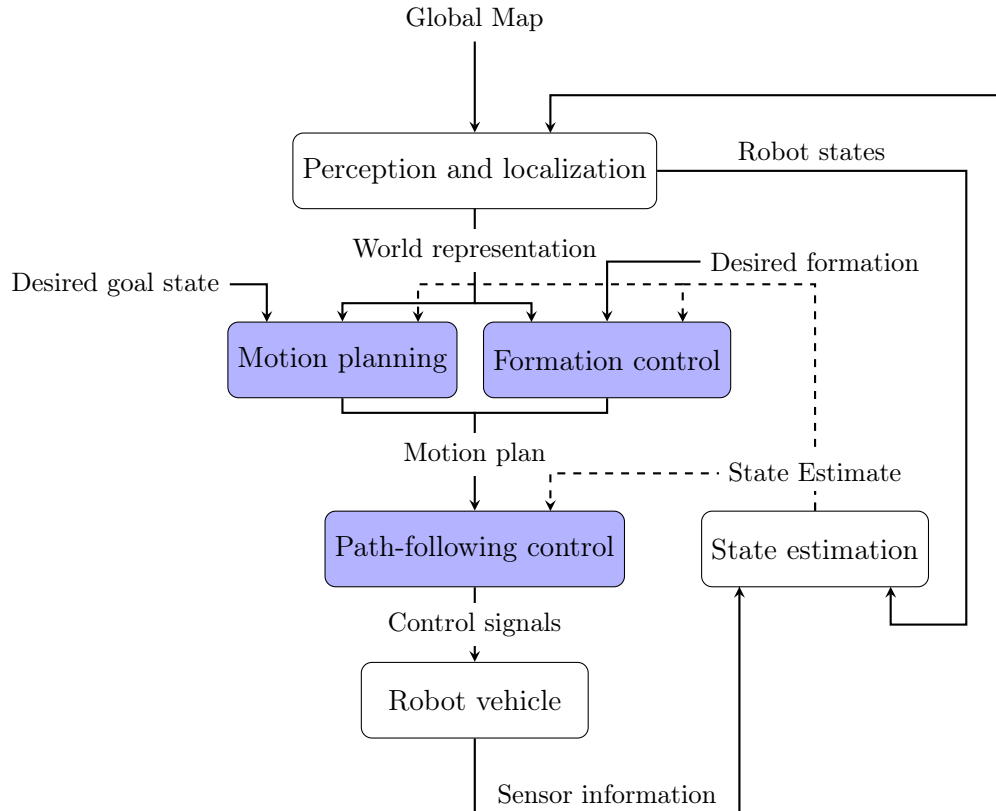 Global Map
Perception and localization
Robot states
World representation
Desired goal state
Desired formation
Motion planning
Formation control
Motion plan
State Estimate
Path-following control
State estimation
Control signals
Robot vehicle
Sensor information